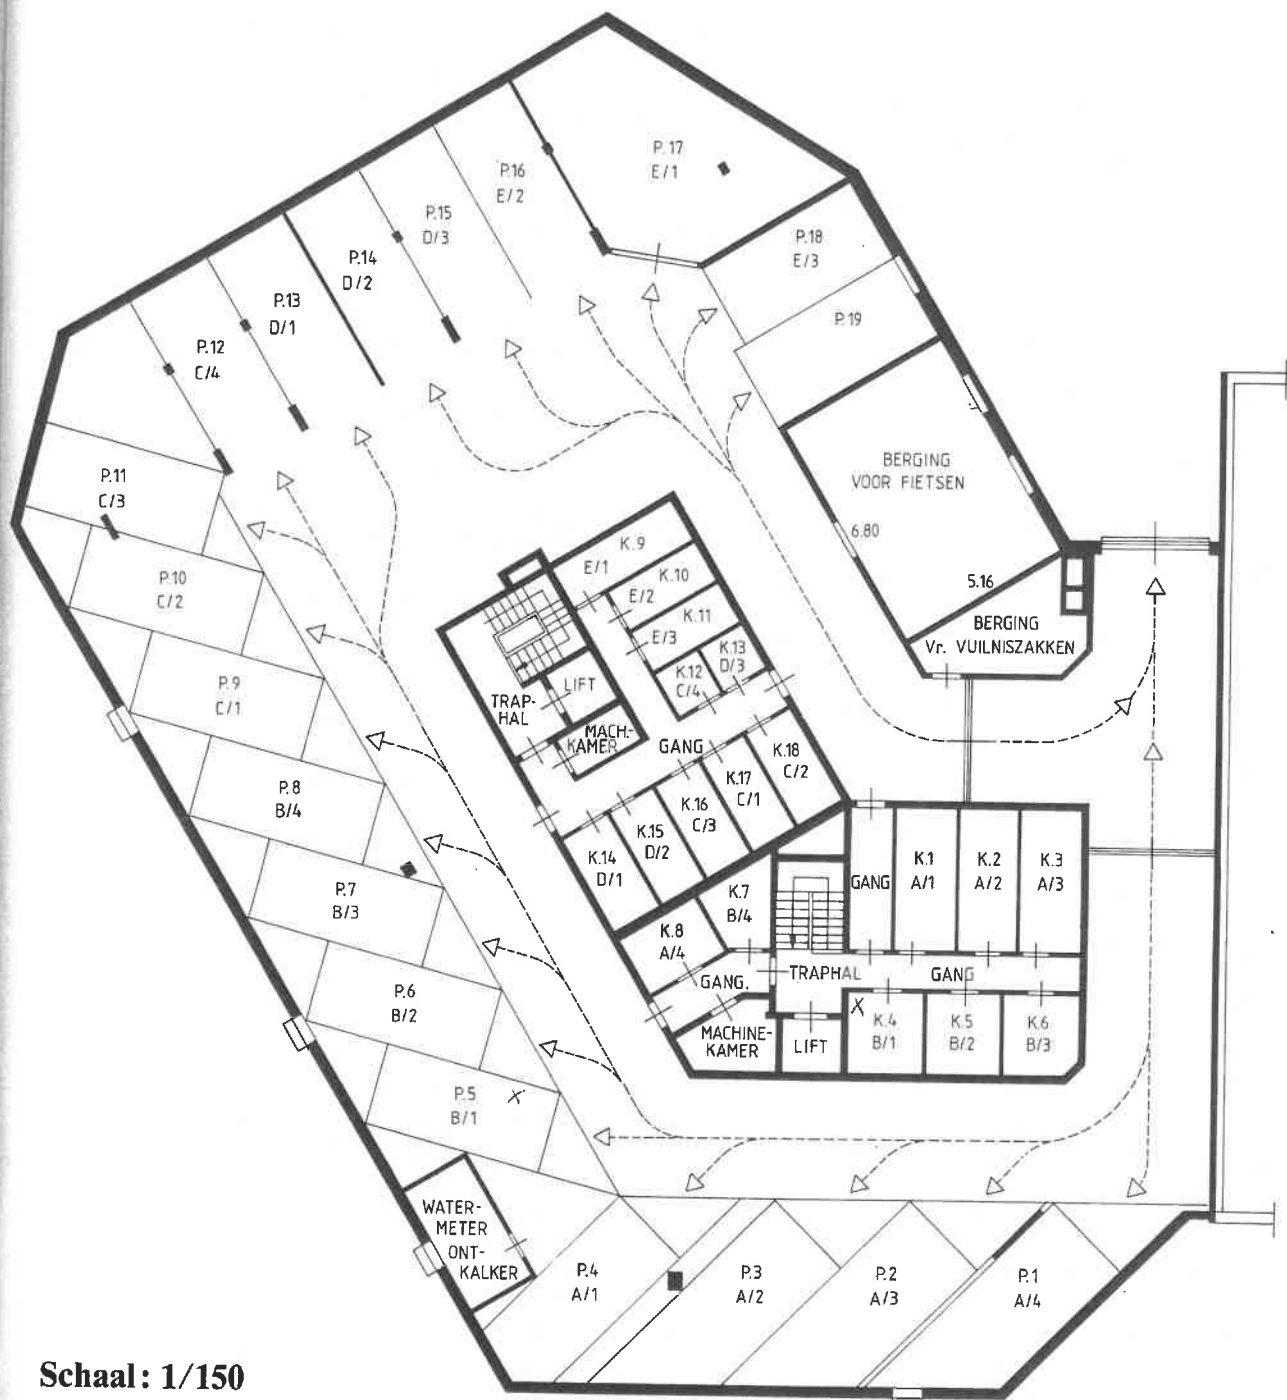 P.17
E/1
P.16
E/2
P.15
D/3
P.14
D/2
P.13
D/1
P.12
C/4
P.18
E/3
P.19
P.11
C/3
P.10
C/2
P.9
C/1
P.8
B/4
P.7
B/3
P.6
B/2
P.5
B/1
X
BERGING
VOOR FIETSEN
6.80
5.16
BERGING
Vr. VUILNISZAKKEN
K.9
E/1
K.10
E/2
K.11
E/3
K.13
D/3
K.12
C/4
TRAP-
HAL
LIFT
MACH.
KAMER
GANG
K.18
C/2
K.17
C/1
K.16
C/3
K.15
D/2
K.14
D/1
K.7
B/4
K.8
A/4
GANG
K.1
A/1
K.2
A/2
K.3
A/3
GANG.
TRAPHAL
GANG
MACHINE-
KAMER
LIFT
X
K.4
B/1
K.5
B/2
K.6
B/3
WATER-
METER
ONT-
KALKER
P.4
A/1
P.3
A/2
P.2
A/3
P.1
A/4
Schaal: 1/150